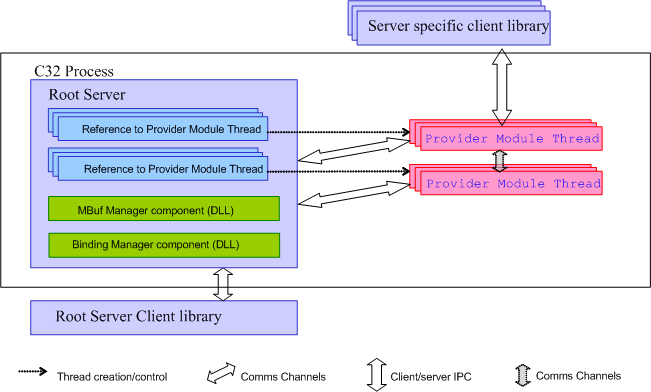 Server specific client library
C32 Process
Root Server
Reference to Provider Module Thread
Provider Module Thread
Reference to Provider Module Thread
Provider Module Thread
MBuf Manager component (DLL)
Binding Manager component (DLL)
Root Server Client library
Thread creation/control
Comms Channels
Client/server IPC
Comms Channels